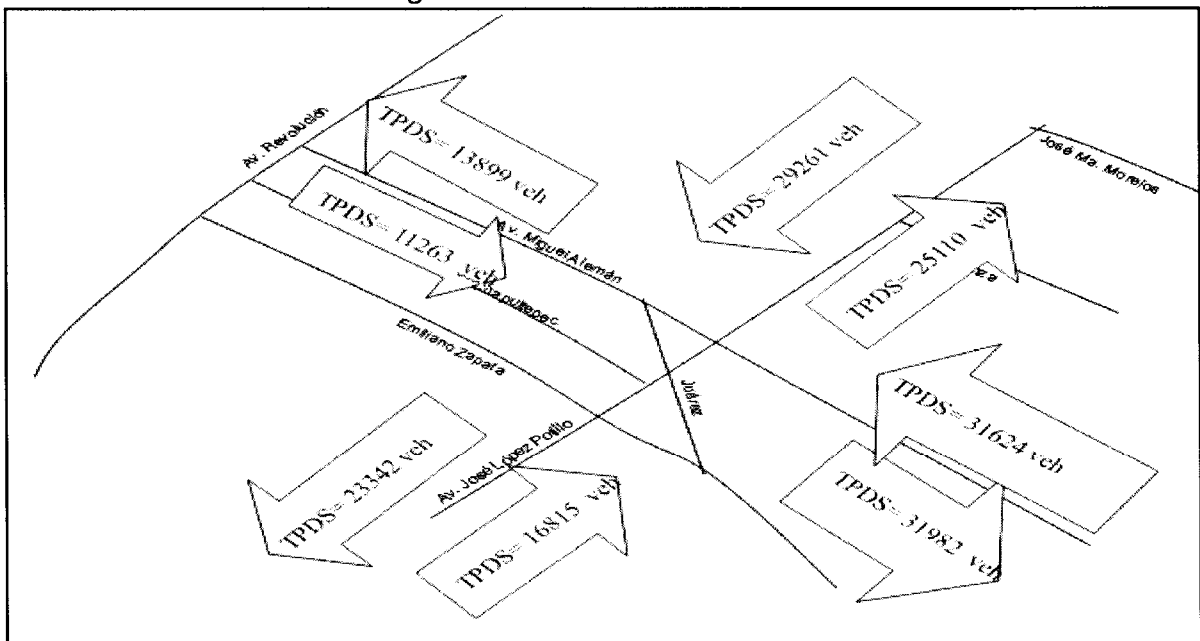 Av. Revolución
TPDS= 13899 veh
TPDS= 29261 veh
José Ma. Morelos
TPDS= 11263 veh
Av. Miguel Alemán
TPDS= 25110 veh
Emiliano Zapata
Juárez
TPDS= 31624 veh
Av. José López Potillo
TPDS= 23342 veh
TPDS= 16815 veh
TPDS= 31982 veh